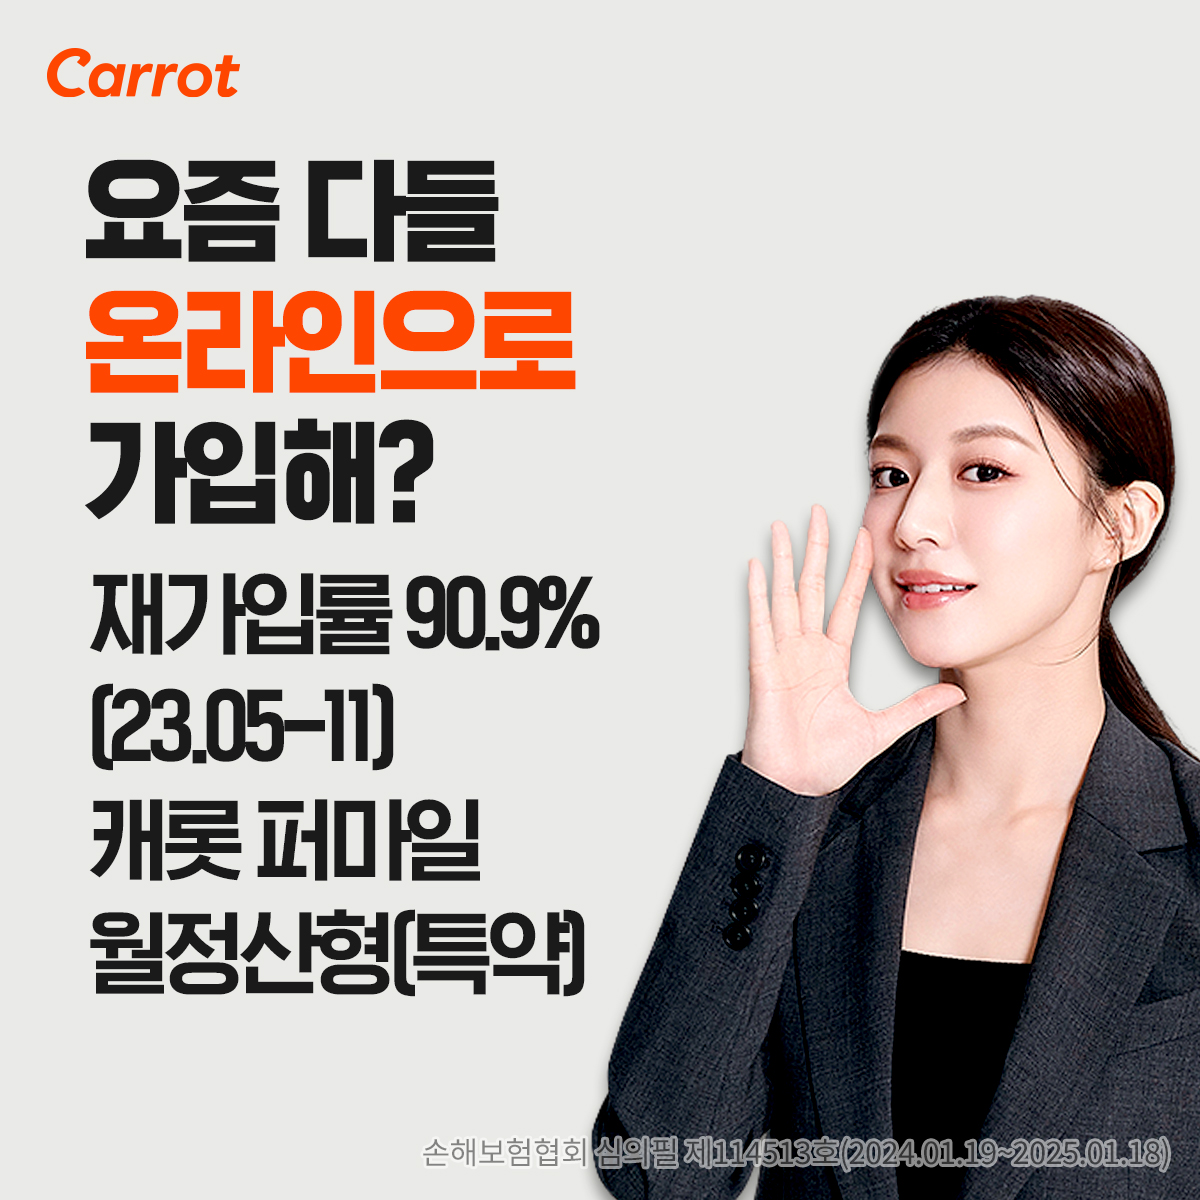 Carrot
요즘 다들
온라인으로
가입해?
재가입률 90.9%
(23.05-11)
캐롯 퍼마일
월정산형(특약)
손해보험협회 심의필 제114513호(2024.01.19~2025.01.18)